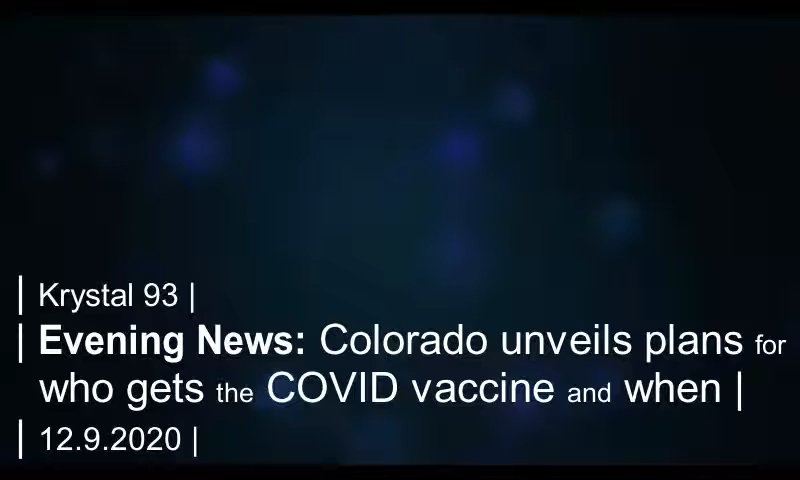 | Krystal 93 |
| Evening News: Colorado unveils plans for
who gets the COVID vaccine and when |
| 12.9.2020 |